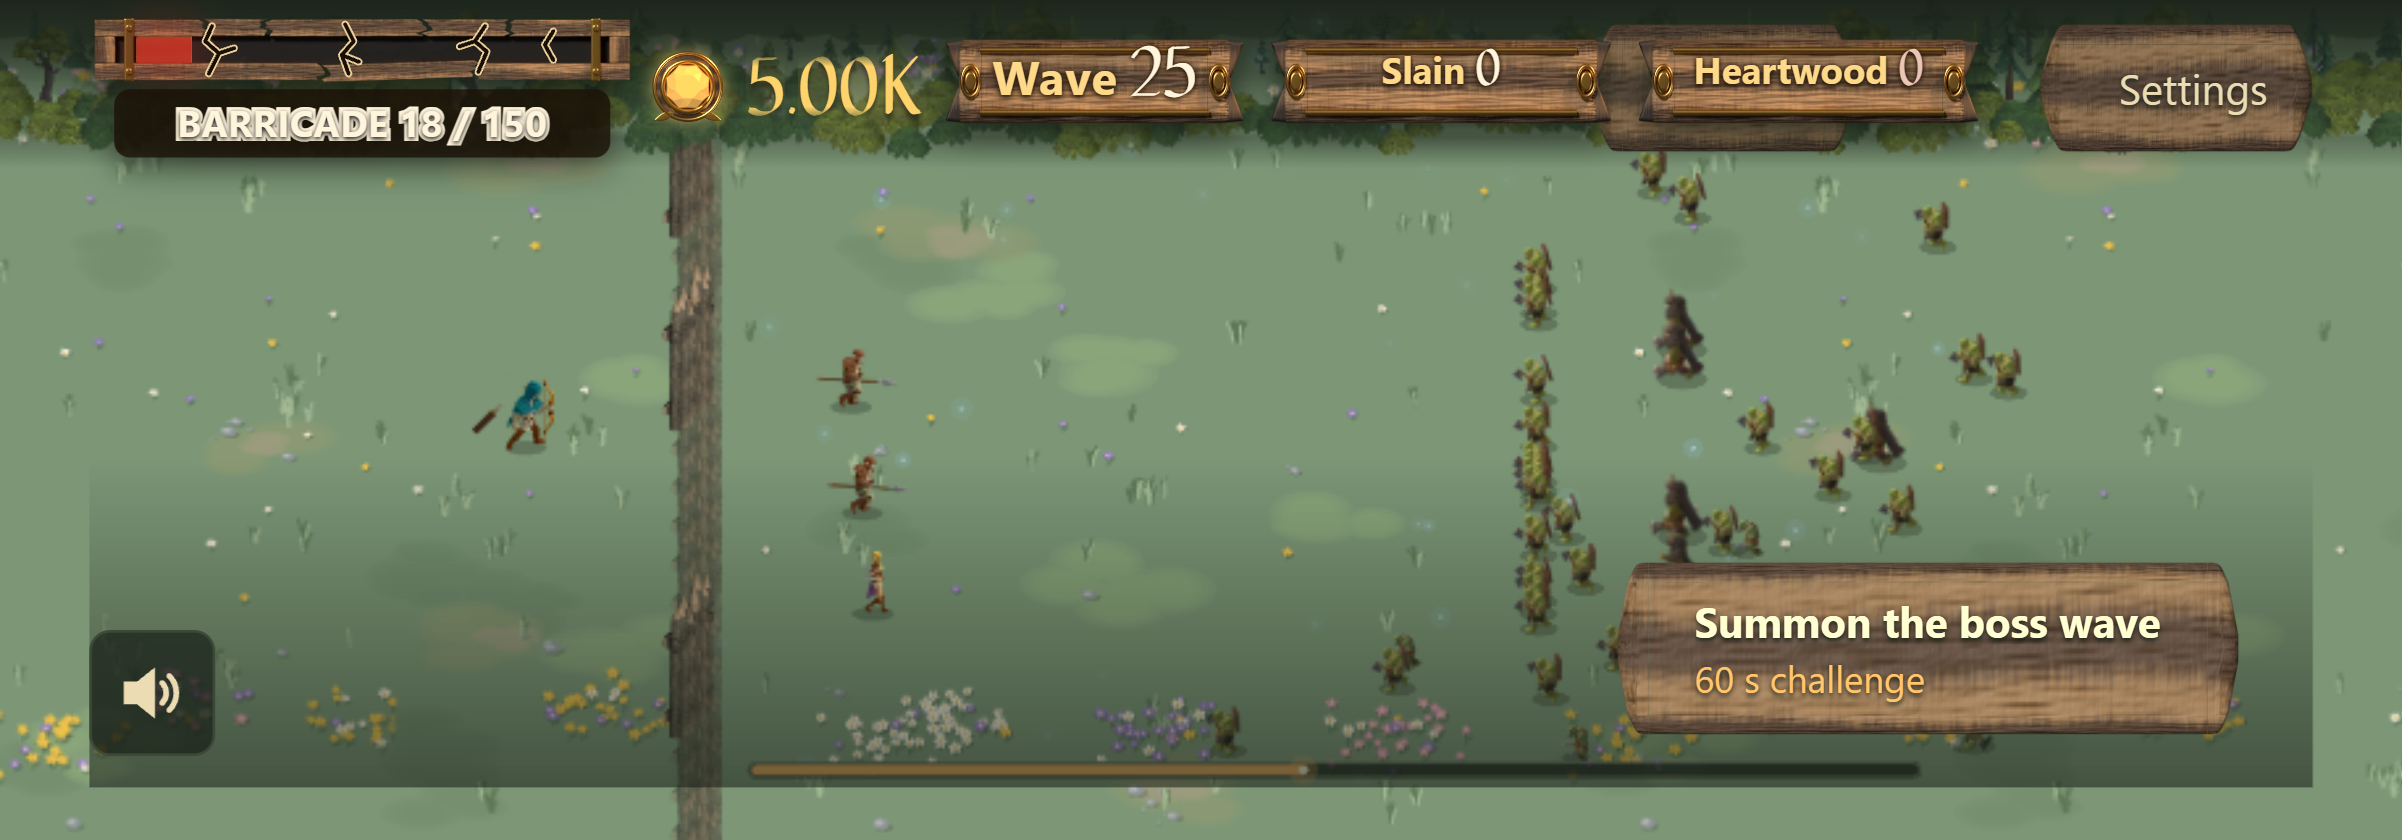 BARRICADE 18 / 150
5.00K
Wave 25
Slain 0
Heartwood 0
Settings
Summon the boss wave
60 s challenge